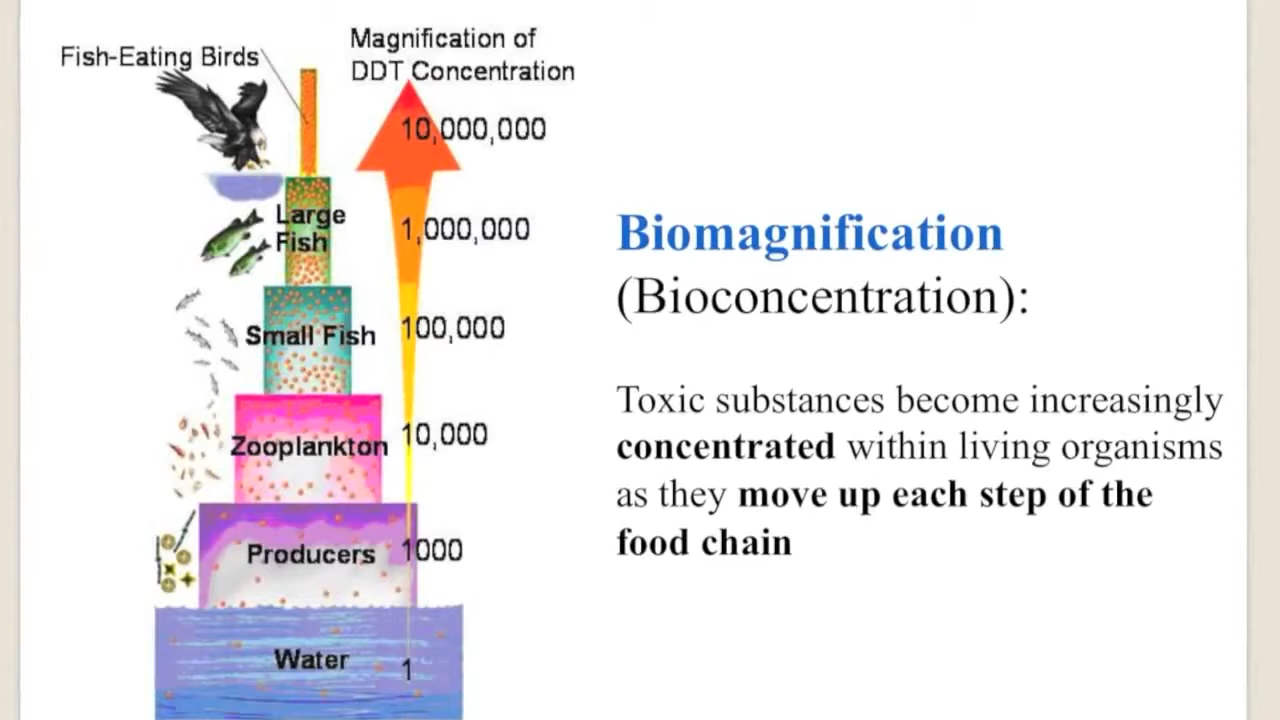 Fish-Eating Birds
Magnification of
DDT Concentration
10,000,000
Large
Fish
1,000,000
Small Fish
100,000
Zooplankton
10,000
Producers
1000
Water
1
Biomagnification
(Bioconcentration):
Toxic substances become increasingly
concentrated within living organisms
as they move up each step of the
food chain